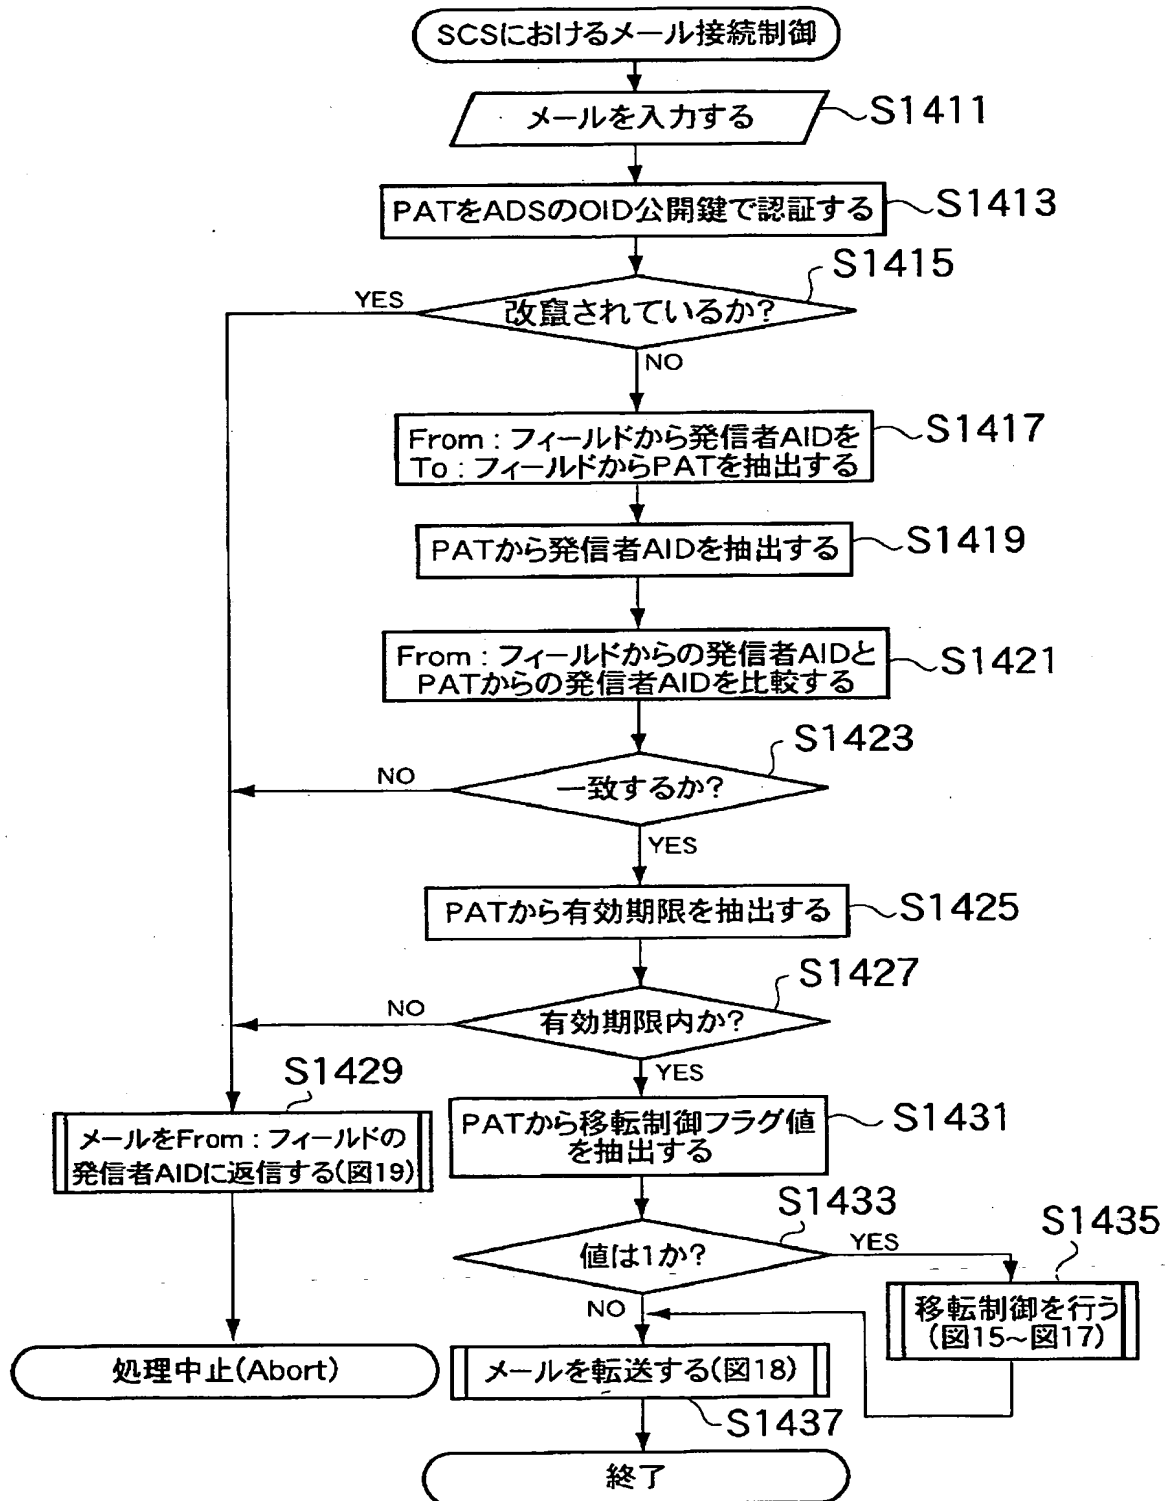 SCSにおけるメール接続制御
メールを入力する
S1411
PATをADSのOID公開鍵で認証する
S1413
S1415
改竄されているか?
YES
NO
From : フィールドから発信者AIDを
To : フィールドからPATを抽出する
S1417
PATから発信者AIDを抽出する
S1419
From : フィールドからの発信者AIDと
PATからの発信者AIDを比較する
S1421
S1423
一致するか?
NO
YES
PATから有効期限を抽出する
S1425
S1427
有効期限内か?
NO
YES
S1429
メールをFrom : フィールドの
発信者AIDに返信する(図19)
処理中止(Abort)
PATから移転制御フラグ値
を抽出する
S1431
S1433
値は1か?
YES
NO
S1435
移転制御を行う
(図15~図17)
メールを転送する(図18)
S1437
終了